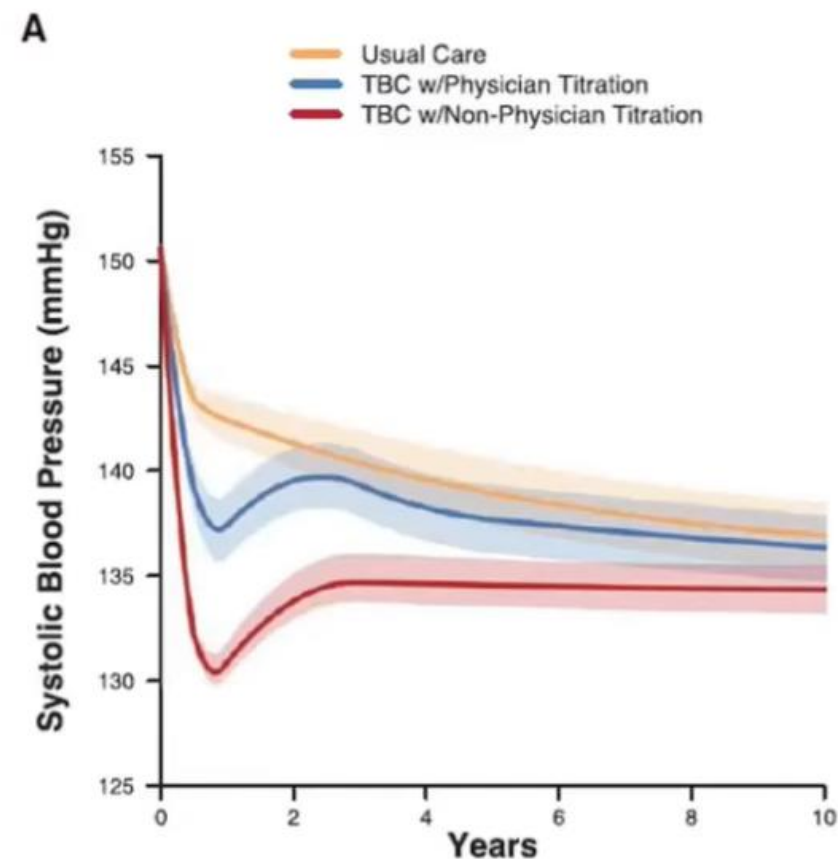 A
Usual Care
TBC w/Physician Titration
TBC w/Non-Physician Titration
Systolic Blood Pressure (mmHg)
155
150
145
140
135
130
125
0 2 4 6 8 10
Years